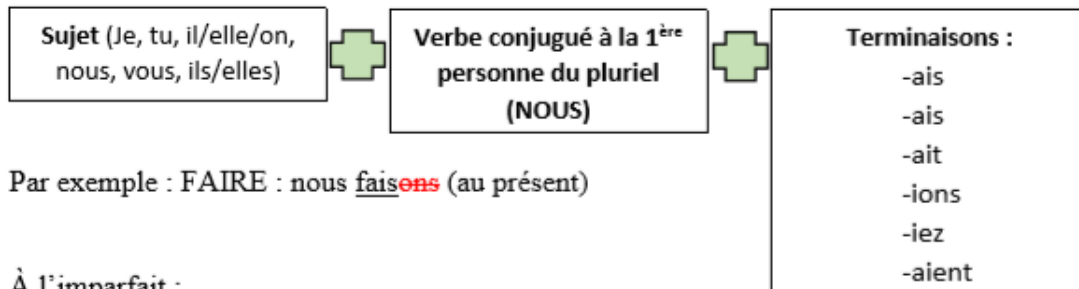 Sujet (Je, tu, il/elle/on,
nous, vous, ils/elles)
Verbe conjugué à la 1ère
personne du pluriel
(NOUS)
Terminaisons :
-ais
-ais
-ait
-ions
-iez
-aient
Par exemple : FAIRE : nous faisons (au présent)
À l’imparfait :